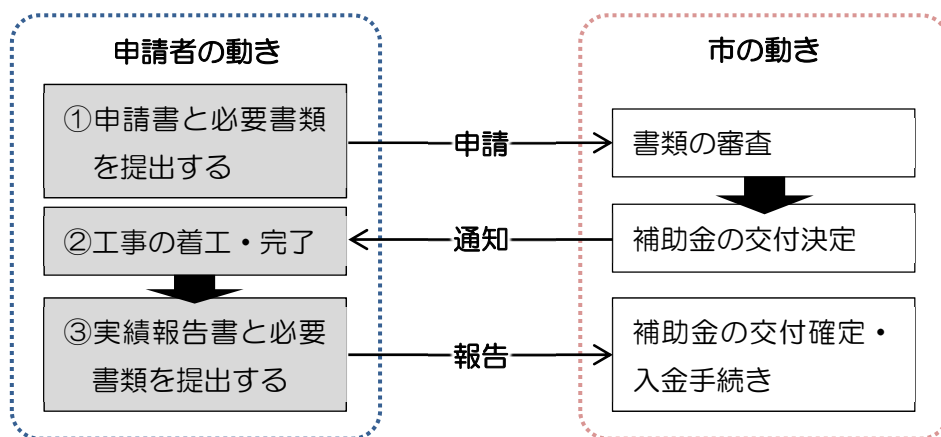 申請者の動き
市の動き
①申請書と必要書類
を提出する
申請
書類の審査
②工事の着工・完了
通知
補助金の交付決定
③実績報告書と必要
書類を提出する
報告
補助金の交付確定・
入金手続き